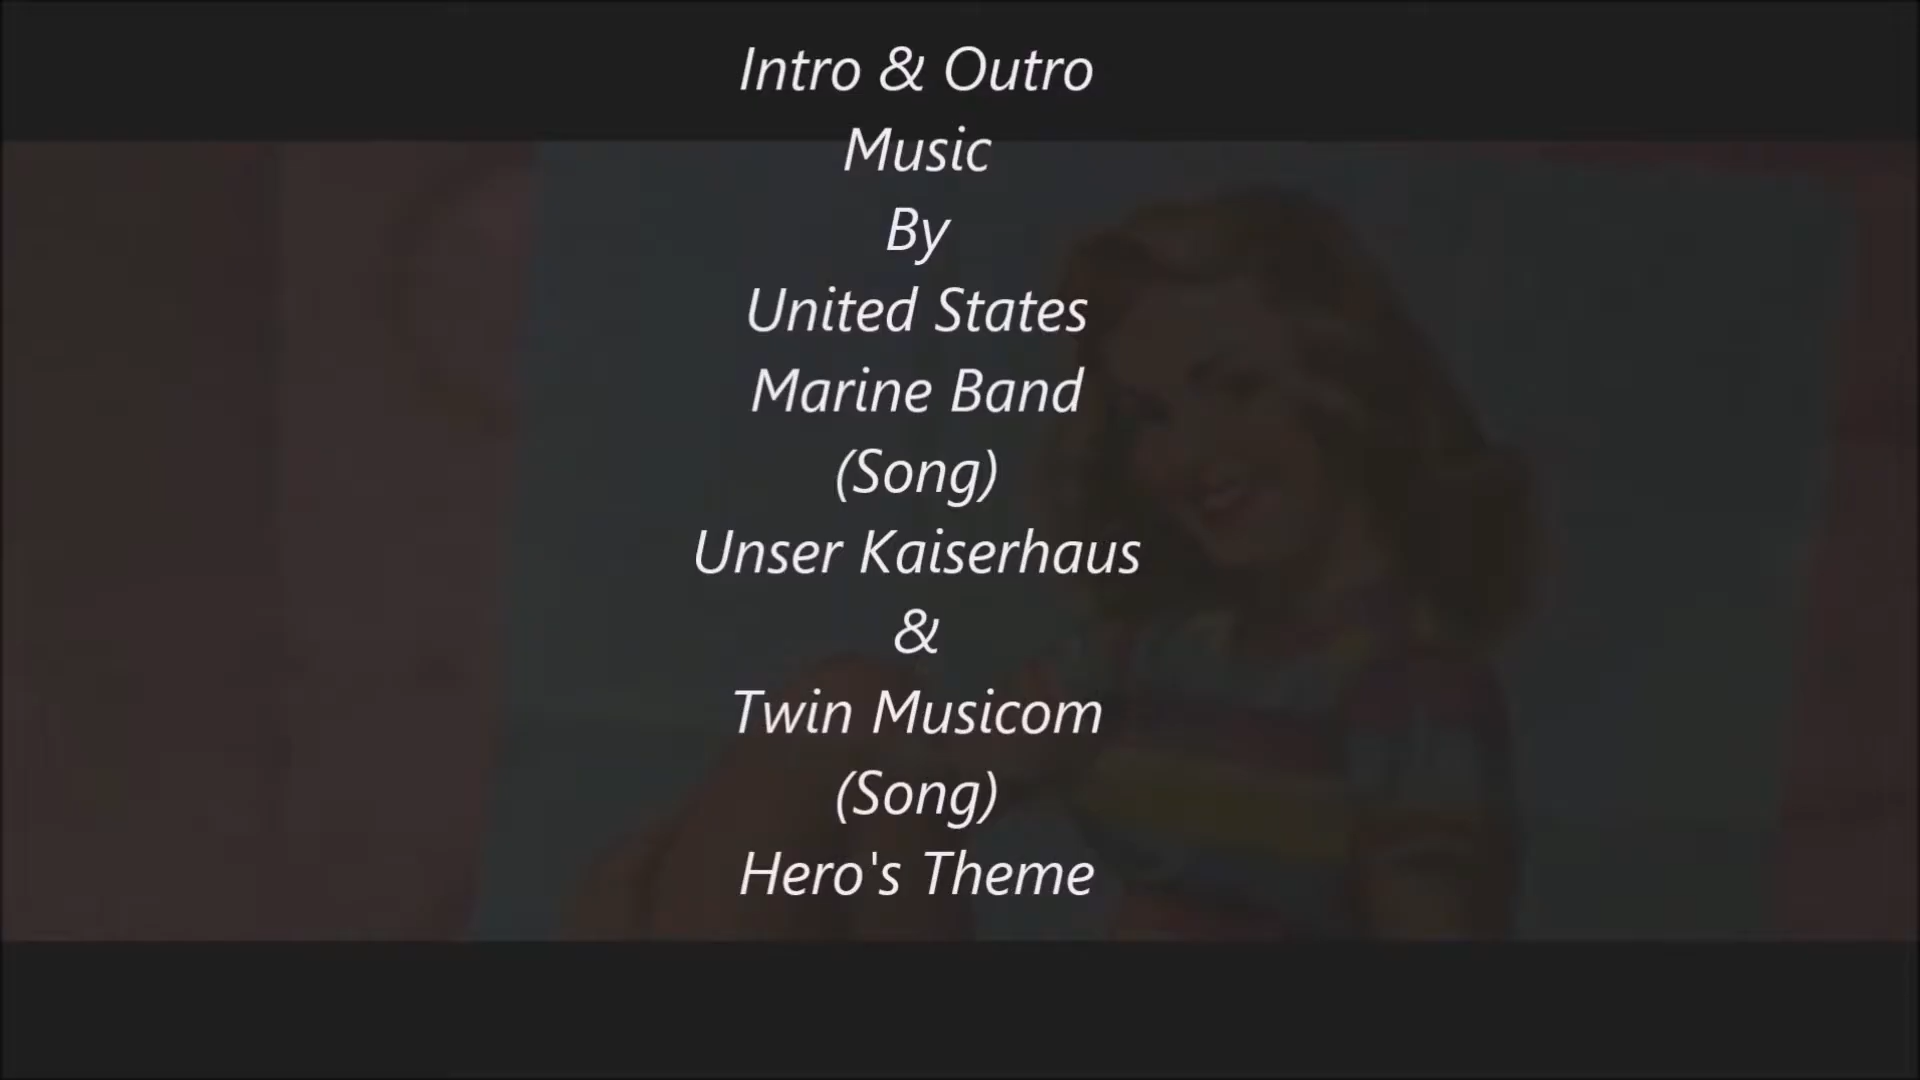 Intro & Outro
Music
By
United States
Marine Band
(Song)
Unser Kaiserhaus
&
Twin Musicom
(Song)
Hero's Theme